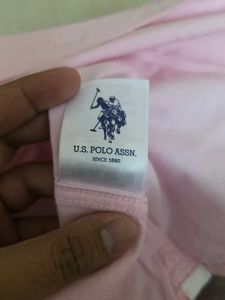 U.S. POLO ASSN.
SINCE 1890